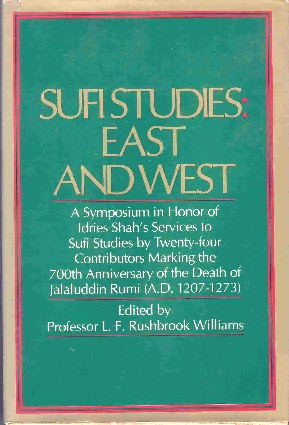 SUFI STUDIES:
EAST
AND WEST
A Symposium in Honor of
Idries Shah's Services to
Sufi Studies by Twenty-four
Contributors Marking the
700th Anniversary of the Death of
Jalaluddin Rumi (A.D. 1207-1273)
Edited by
Professor L. F. Rushbrook Williams